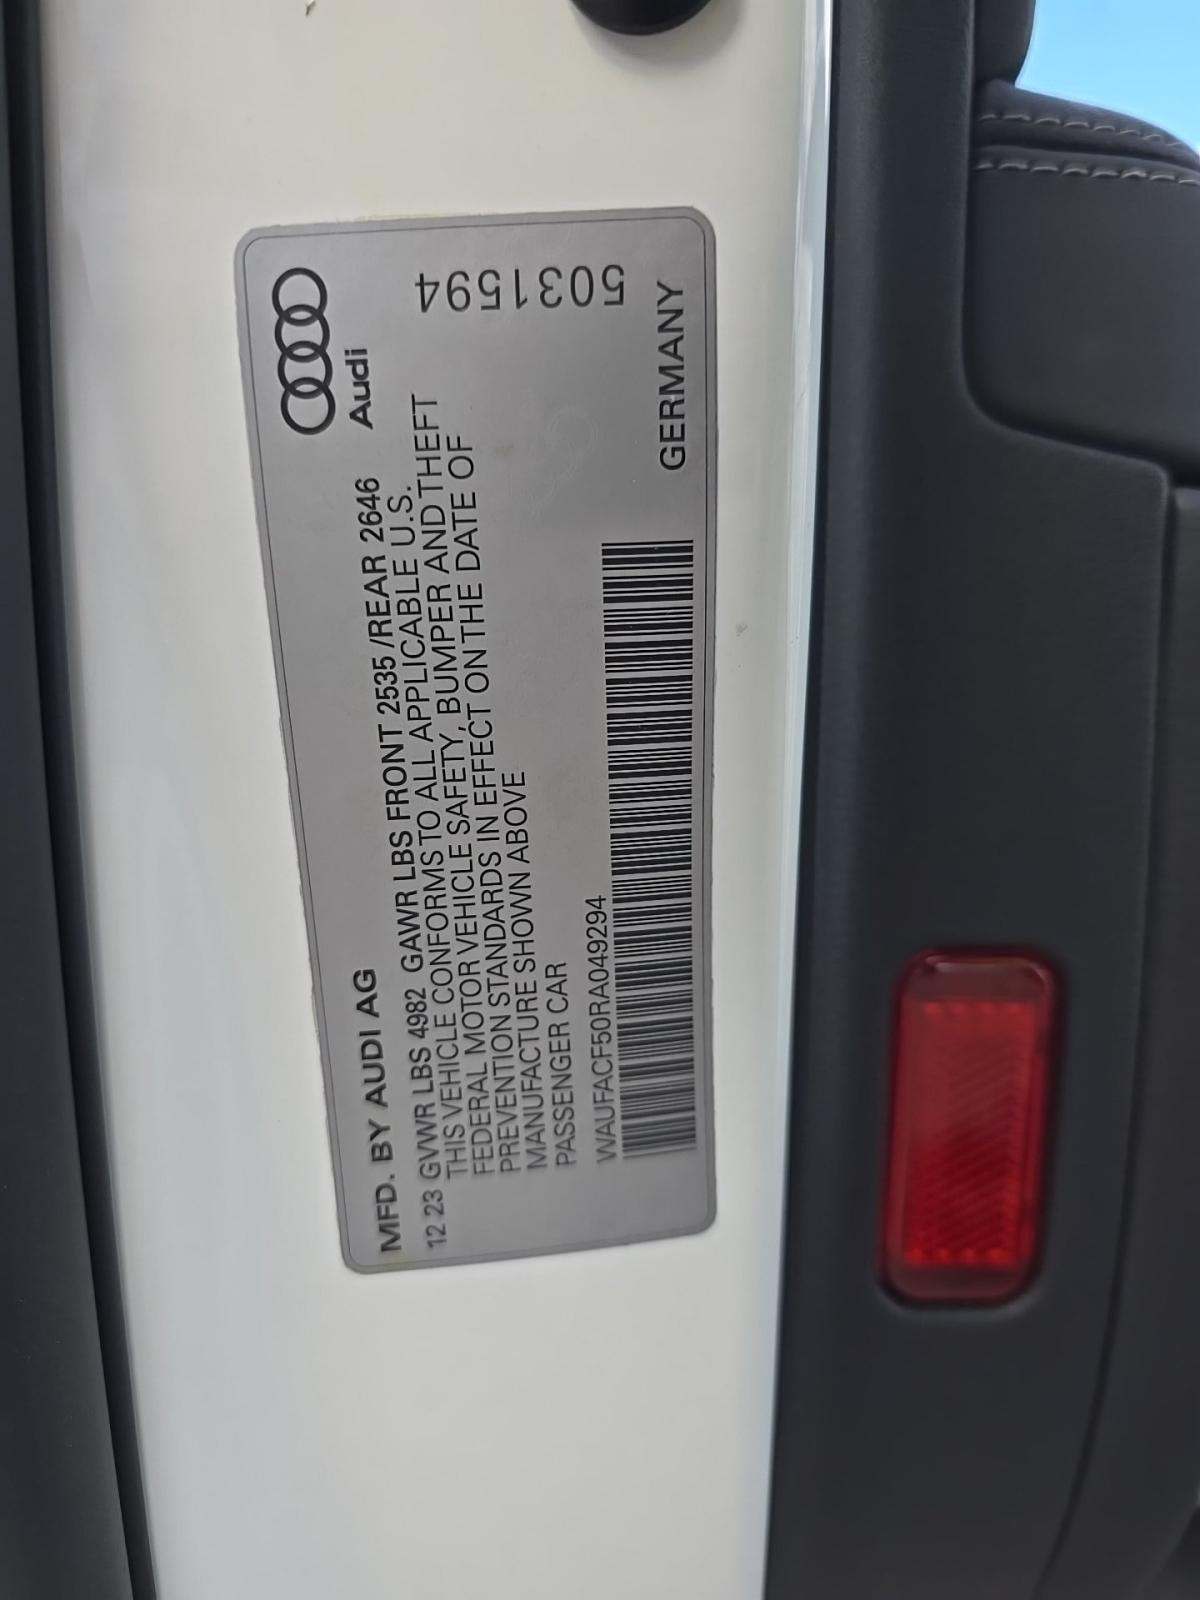 Audi
MFD. BY AUDI AG
12 23 GVWR LBS 4982 GAWR LBS FRONT 2535 /REAR 2646
THIS VEHICLE CONFORMS TO ALL APPLICABLE U.S.
FEDERAL MOTOR VEHICLE SAFETY, BUMPER AND THEFT
PREVENTION STANDARDS IN EFFECT ON THE DATE OF
MANUFACTURE SHOWN ABOVE
PASSENGER CAR
WAUFACF50RA049294
5031594
GERMANY